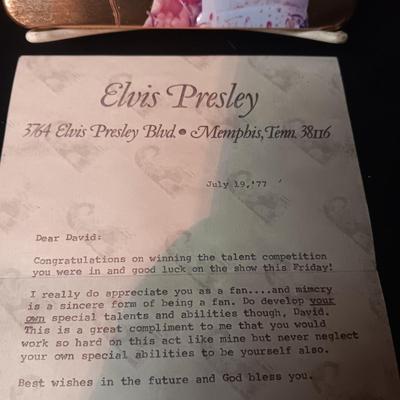 Elvis Presley
3764 Elvis Presley Blvd. • Memphis, Tenn. 38116
July 19,'77
Dear David:
Congratulations on winning the talent competition
you were in and good luck on the show this Friday!
I really do appreciate you as a fan....and mimcry
is a sincere form of being a fan. Do develop your
own special talents and abilities though, David.
This is a great compliment to me that you would
work so hard on this act like mine but never neglect
your own special abilities to be yourself also.
Best wishes in the future and God bless you.